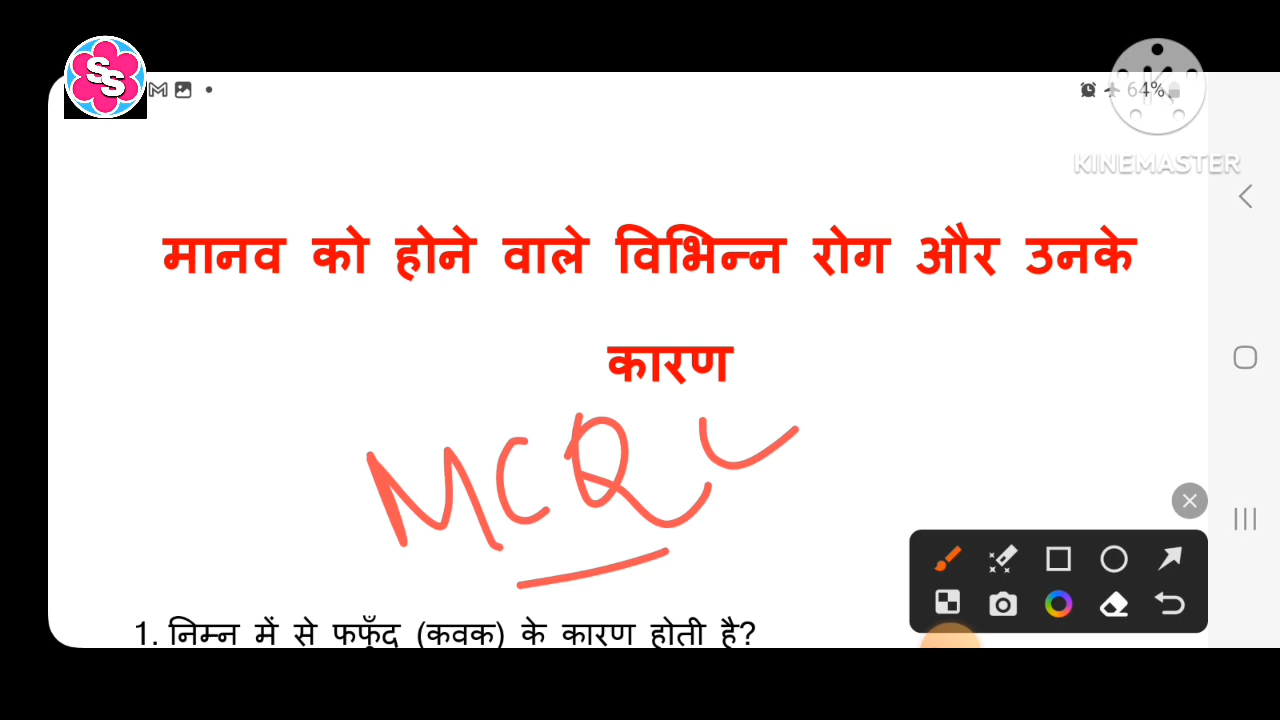 SS
64%
KINEMASTER
मानव को होने वाले विभिन्न रोग और उनके
कारण
MCQ
1. निम्न में से फफूँद (कवक) के कारण होती है?